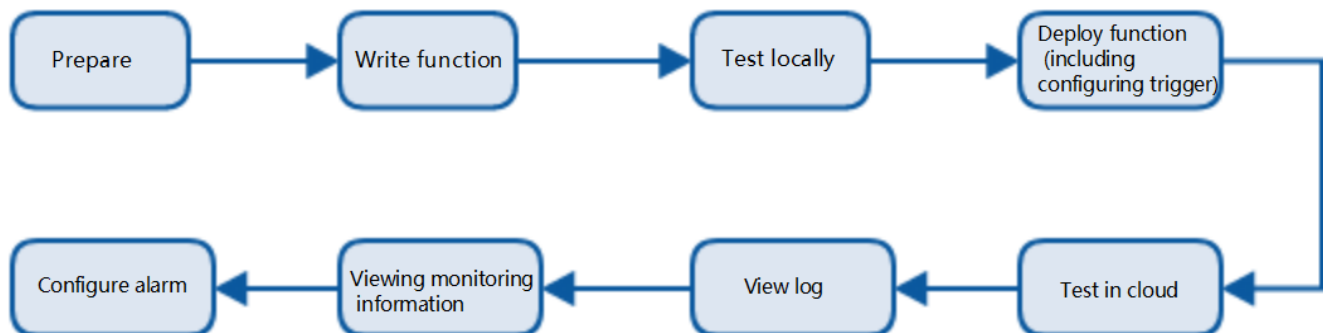 Prepare
Write function
Test locally
Deploy function
(including
configuring trigger)
Test in cloud
View log
Viewing monitoring
information
Configure alarm